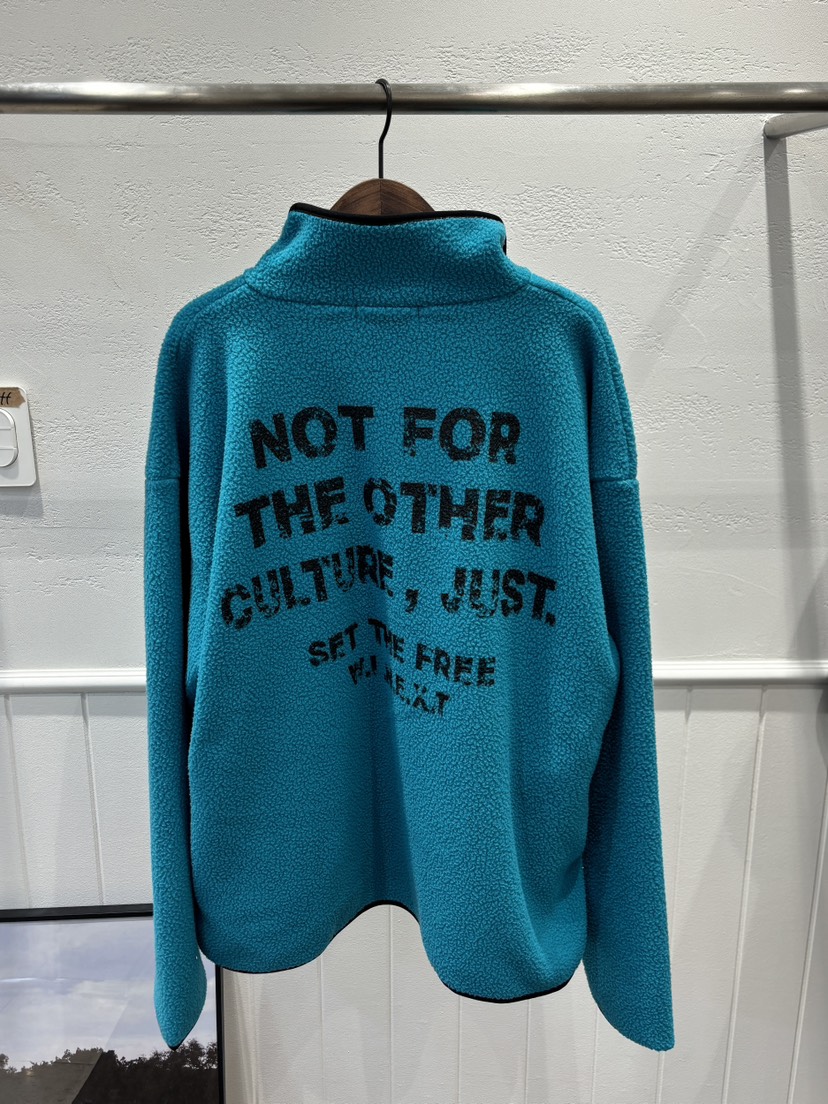 NOT FOR
THE OTHER
CULTURE, JUST.
SET THE FREE